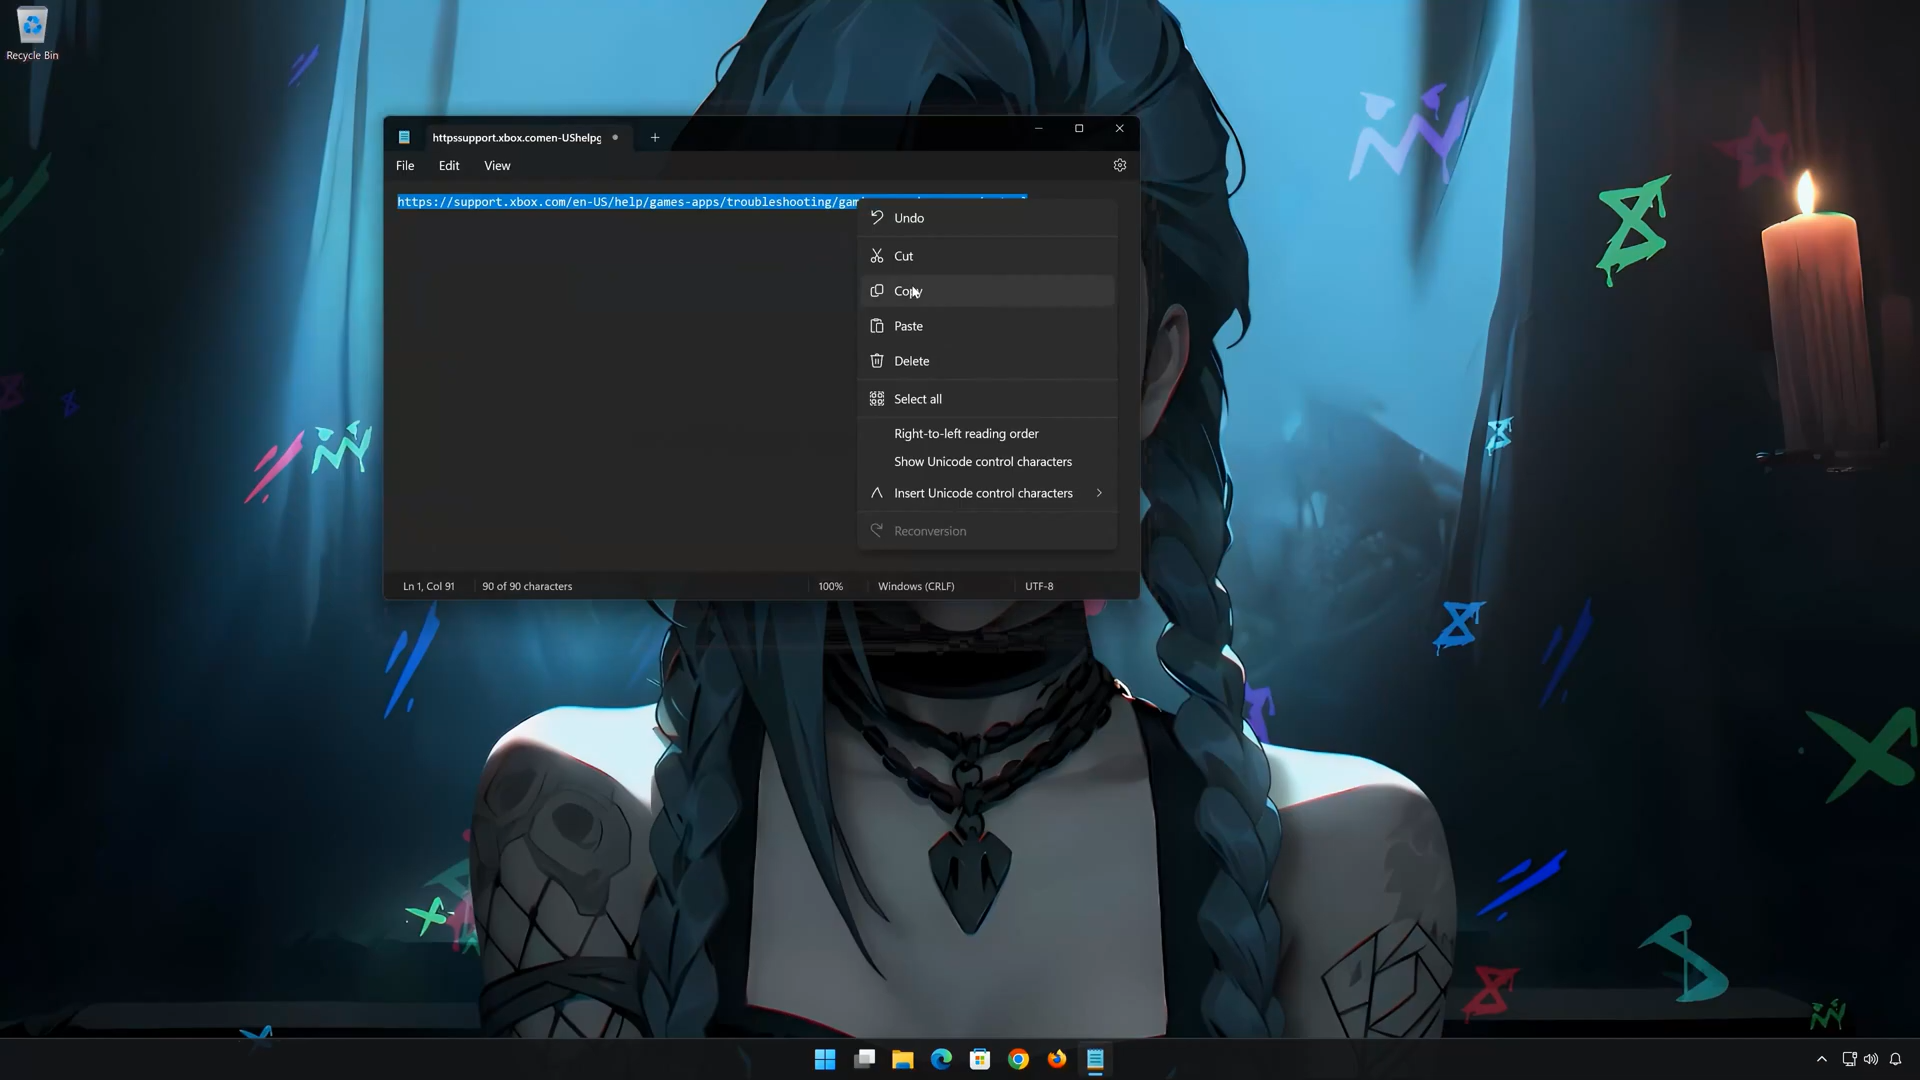 Recycle Bin
httpssupport.xbox.comen-UShelpg
File Edit View
https://support.xbox.com/en-US/help/games-apps/troubleshooting/gam
Undo
Cut
Copy
Paste
Delete
Select all
Right-to-left reading order
Show Unicode control characters
Insert Unicode control characters
Reconversion
Ln 1, Col 91 90 of 90 characters 100% Windows (CRLF) UTF-8